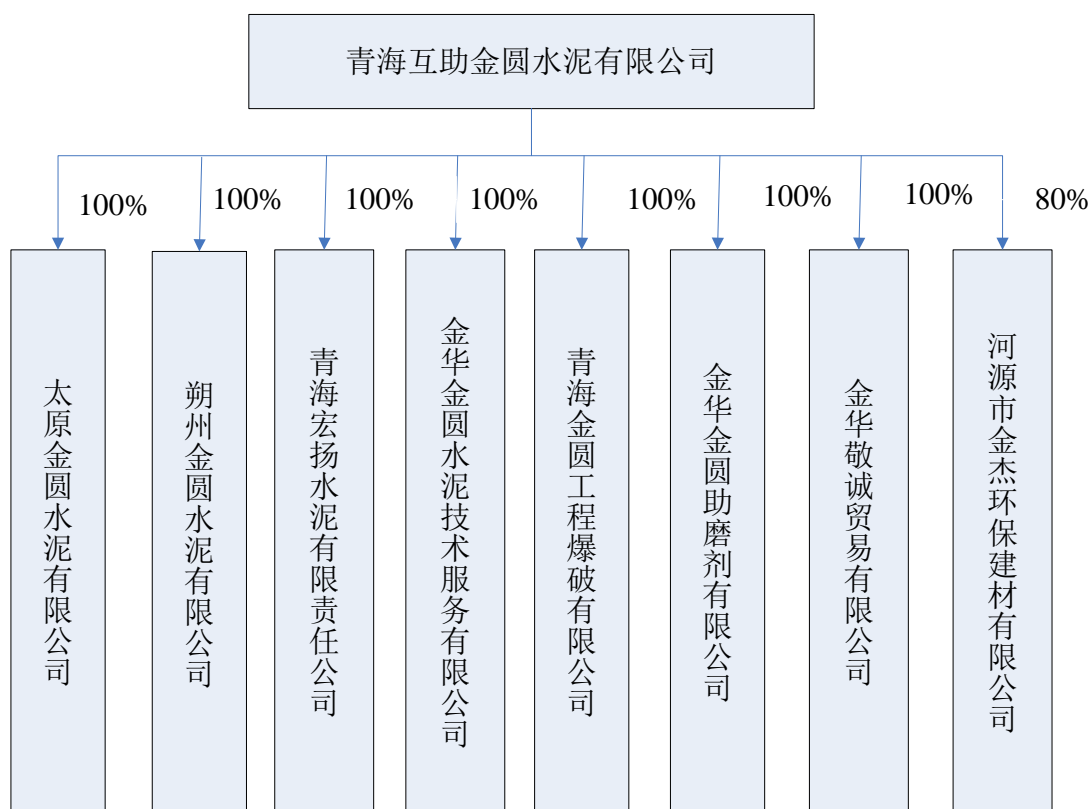 青海互助金圆水泥有限公司
100%
100%
100%
100%
100%
100%
100%
80%
太原金圆水泥有限公司
朔州金圆水泥有限公司
青海宏扬水泥有限责任公司
金华金圆水泥技术服务有限公司
青海金圆工程爆破有限公司
金华金圆助磨剂有限公司
金华敬诚贸易有限公司
河源市金杰环保建材有限公司